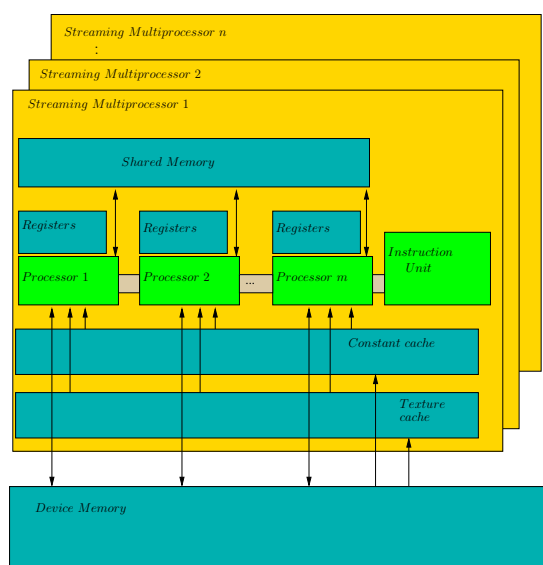 Streaming Multiprocessor n
:
Streaming Multiprocessor 2
Streaming Multiprocessor 1
Shared Memory
Registers
Registers
Registers
Processor 1
Processor 2
...
Processor m
Instruction
Unit
Constant cache
Texture
cache
Device Memory